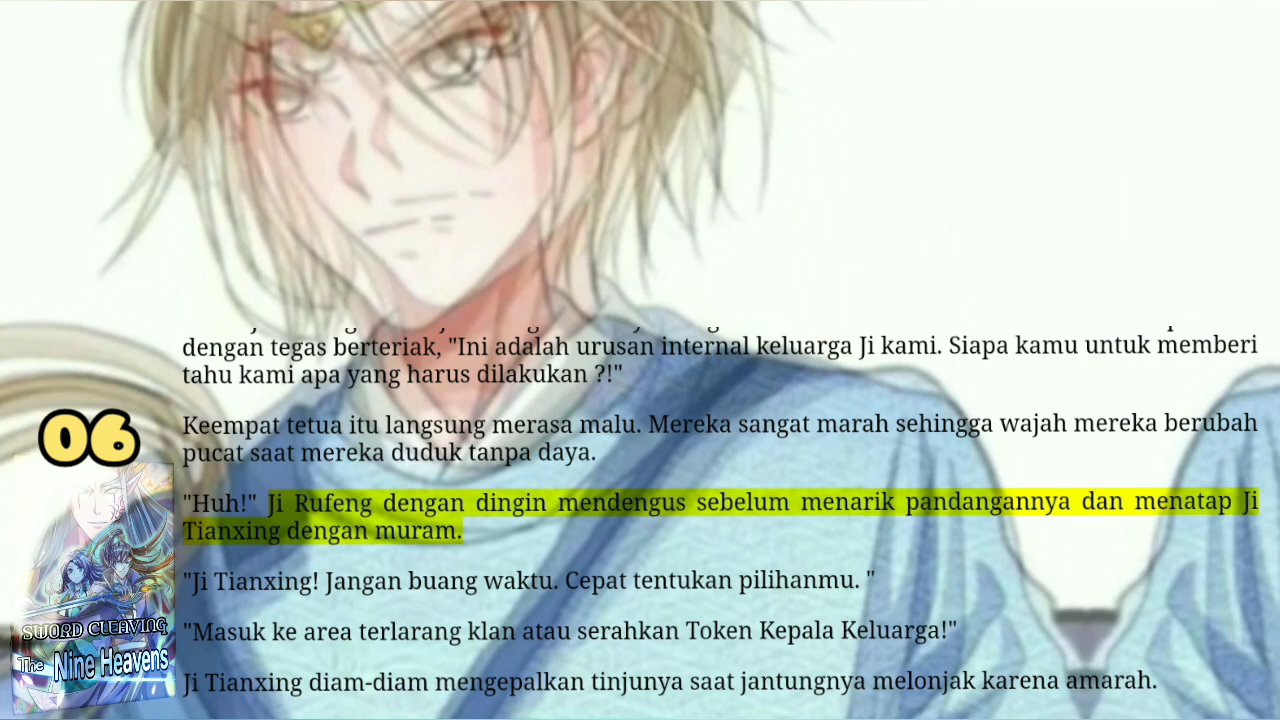 dengan tegas berteriak, "Ini adalah urusan internal keluarga Ji kami. Siapa kamu untuk memberi
tahu kami apa yang harus dilakukan ?!"
Keempat tetua itu langsung merasa malu. Mereka sangat marah sehingga wajah mereka berubah
pucat saat mereka duduk tanpa daya.
"Huh!" Ji Rufeng dengan dingin mendengus sebelum menarik pandangannya dan menatap Ji
Tianxing dengan muram.
"Ji Tianxing! Jangan buang waktu. Cepat tentukan pilihanmu. "
"Masuk ke area terlarang klan atau serahkan Token Kepala Keluarga!"
Ji Tianxing diam-diam mengepalkan tinjunya saat jantungnya melonjak karena amarah.
06
SWORD CLEAVING
The Nine Heavens